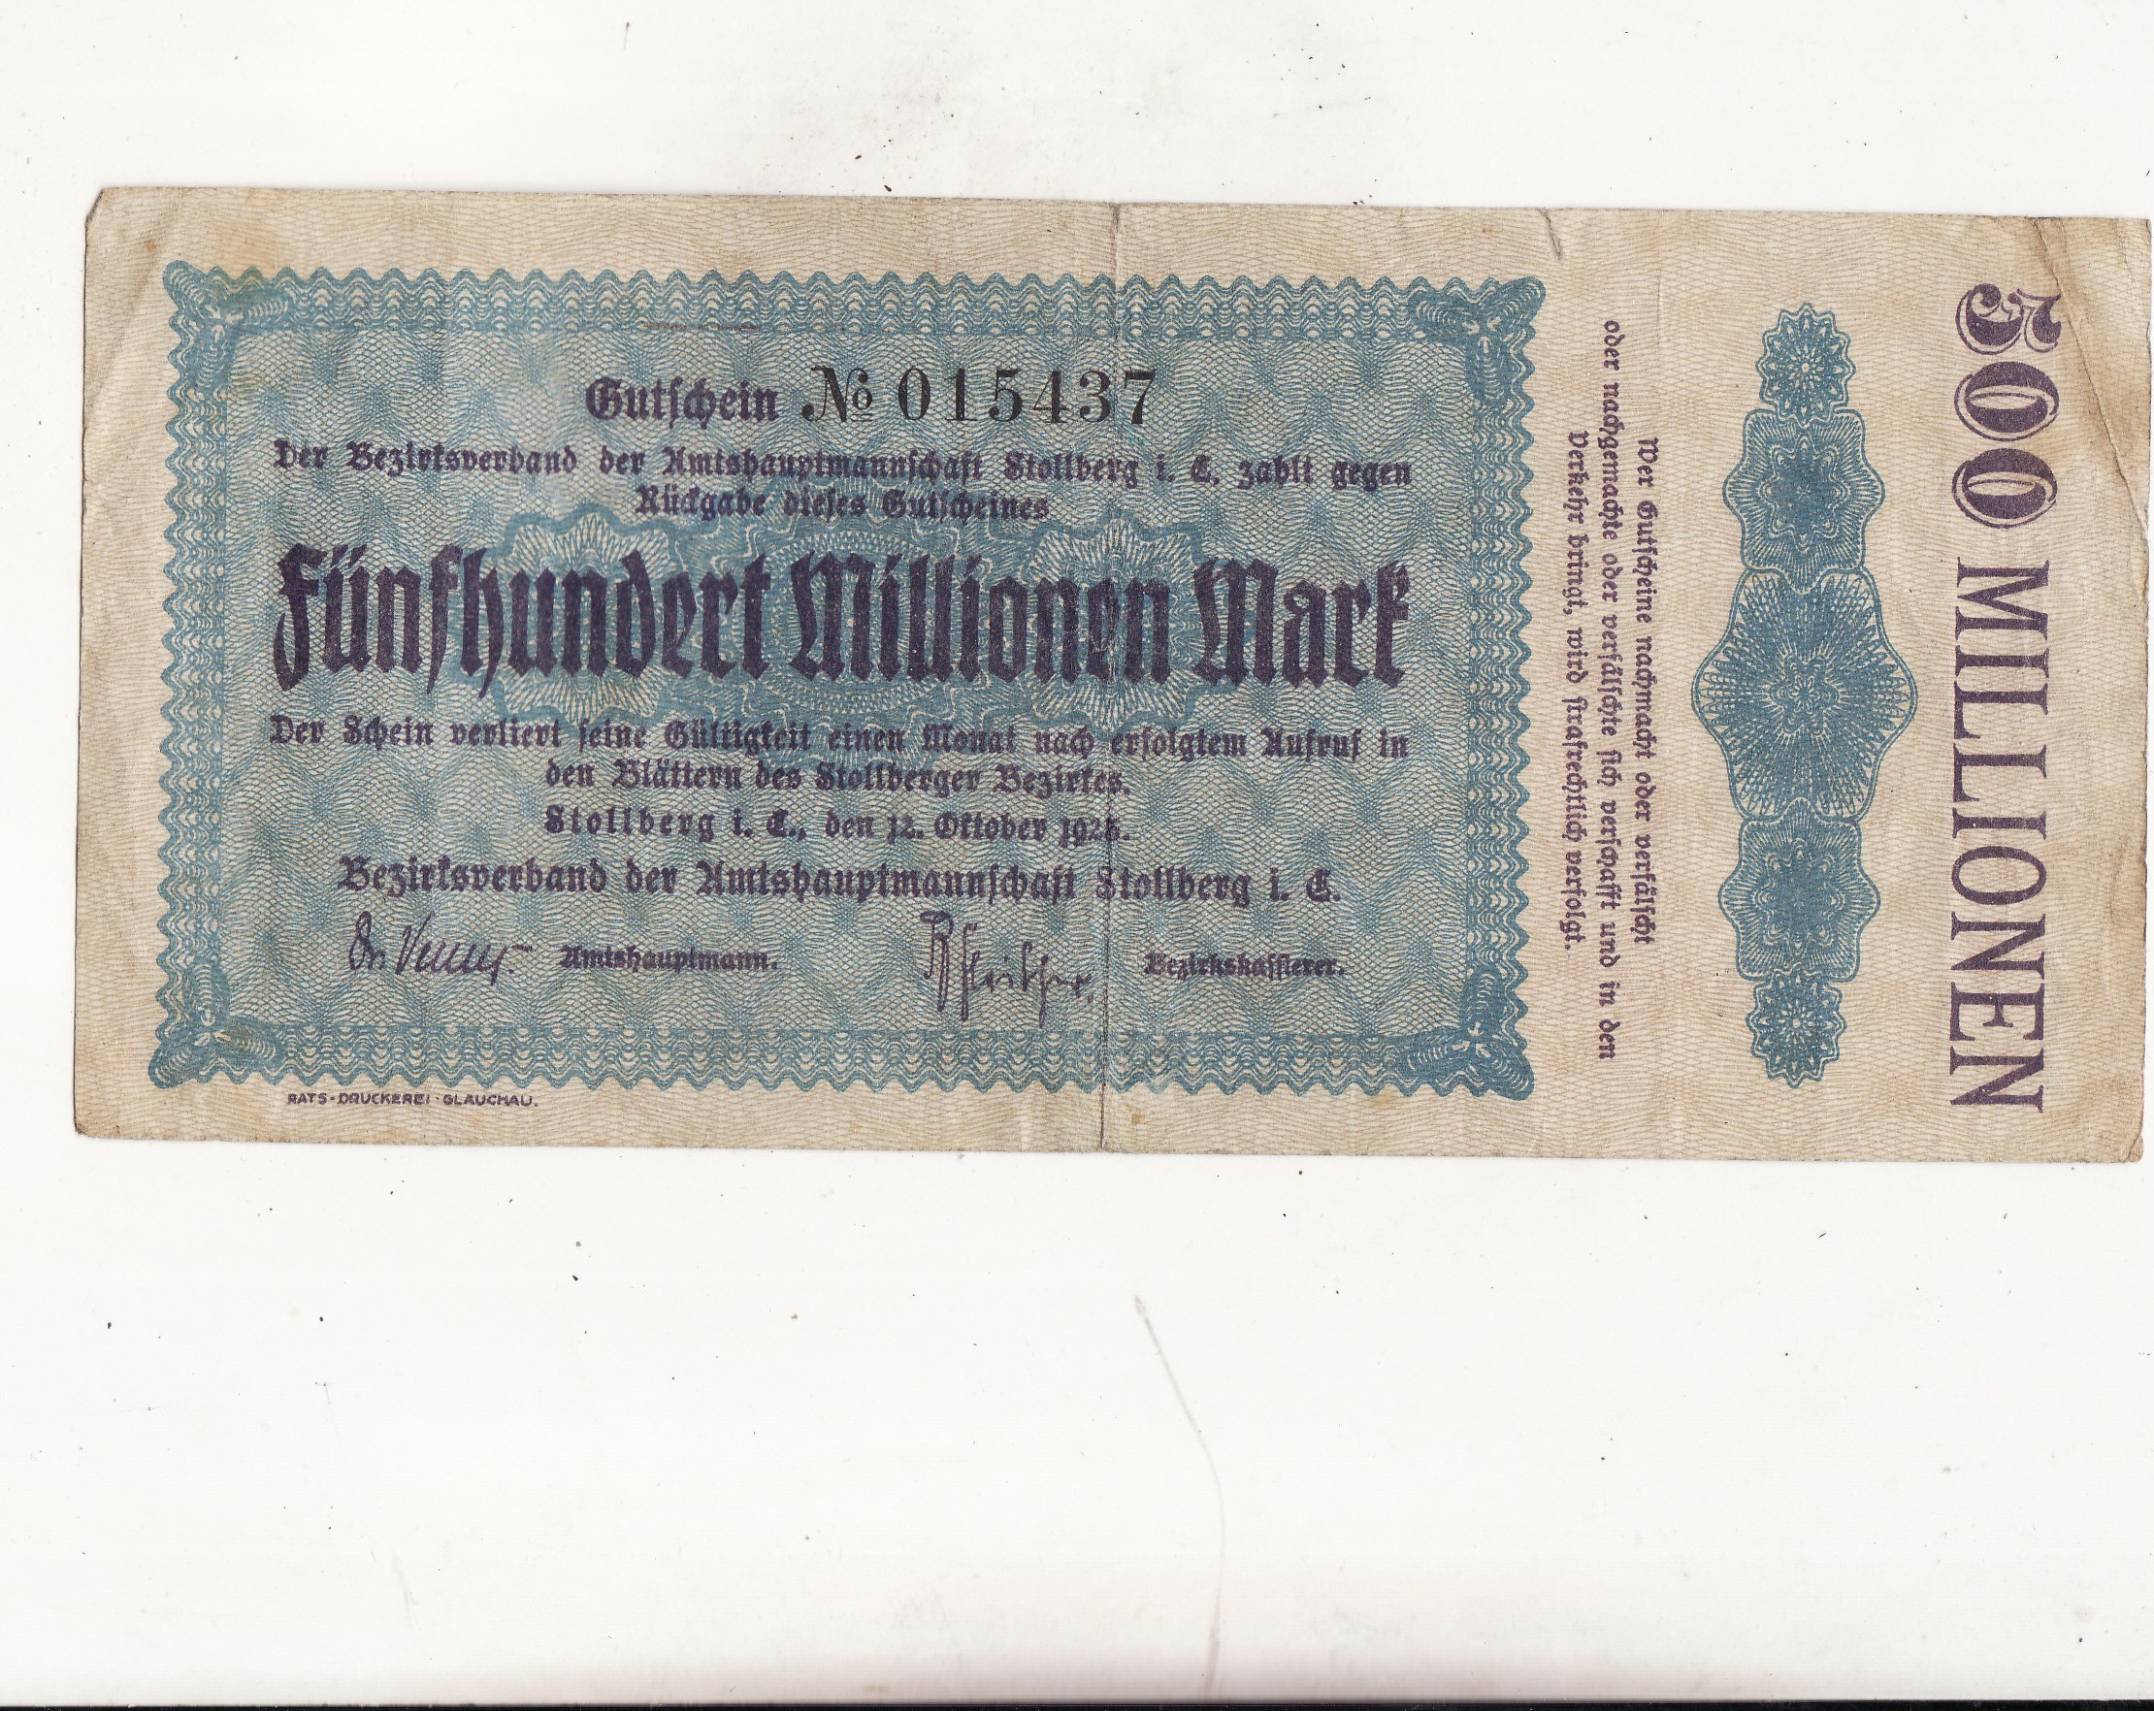 Gutschein № 015437
Der Bezirksverband der Amtshauptmannschaft Stollberg i. E. zahlt gegen
Rückgabe dieses Gutscheines
Fünfhundert Millionen Mark
Der Schein verliert seine Gültigkeit einen Monat nach erfolgtem Aufruf in
den Blättern des Stollberger Bezirkes.
Stollberg i. E., den 12. Oktober 1923.
Bezirksverband der Amtshauptmannschaft Stollberg i. E.
Amtshauptmann. Bezirkskassierer.
RATS-DRUCKEREI-GLAUCHAU.
Wer Gutscheine nachmacht oder verfälscht
oder nachgemachte oder verfälschte sich verschafft und in den
Verkehr bringt, wird strafrechtlich verfolgt.
500 MILLIONEN